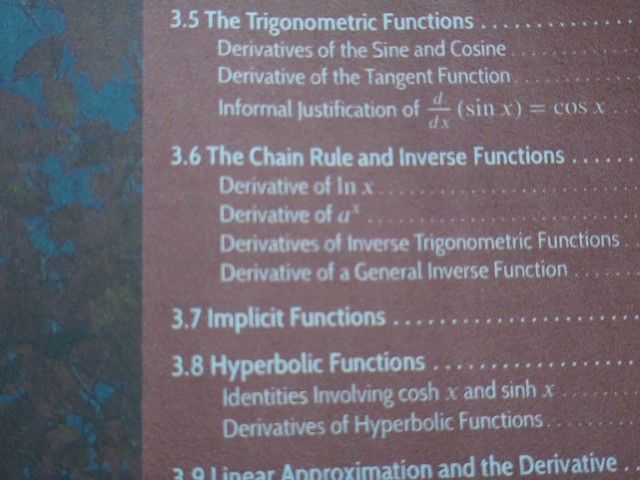 3.5 The Trigonometric Functions . . . . . . . . . . . . .
Derivatives of the Sine and Cosine . . . . . . . . . . .
Derivative of the Tangent Function . . . . . . . . . . .
Informal Justification of d/dx (sin x) = cos x . .
3.6 The Chain Rule and Inverse Functions . . . . . .
Derivative of ln x . . . . . . . . . . . . . . . . . . . . . . .
Derivative of aˣ . . . . . . . . . . . . . . . . . . . . . . . .
Derivatives of Inverse Trigonometric Functions .
Derivative of a General Inverse Function . . . . . .
3.7 Implicit Functions . . . . . . . . . . . . . . . . . . . . . .
3.8 Hyperbolic Functions . . . . . . . . . . . . . . . . . .
Identities Involving cosh x and sinh x . . . . . . .
Derivatives of Hyperbolic Functions . . . . . . . .
3.9 Linear Approximation and the Derivative . .